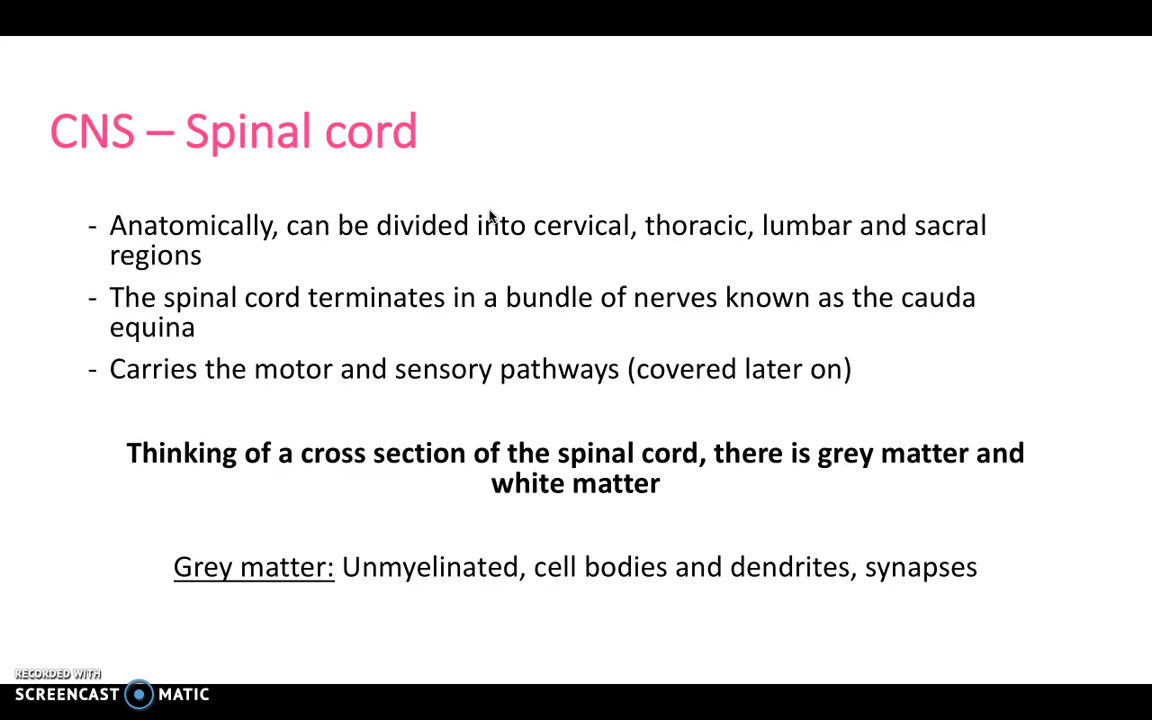 CNS – Spinal cord
- Anatomically, can be divided into cervical, thoracic, lumbar and sacral
regions
- The spinal cord terminates in a bundle of nerves known as the cauda
equina
- Carries the motor and sensory pathways (covered later on)
Thinking of a cross section of the spinal cord, there is grey matter and
white matter
Grey matter: Unmyelinated, cell bodies and dendrites, synapses
RECORDED WITH
SCREENCAST MATIC